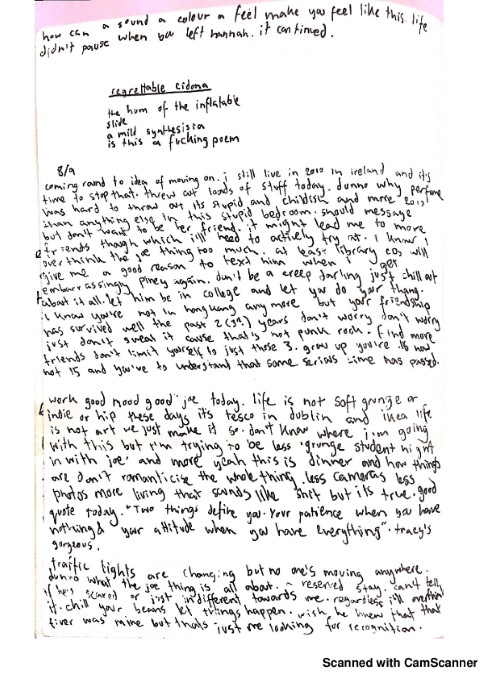 how can a sound a colour a feel make you feel like this. life
didn't pause when you left hannah. it continued.
regrettable cidona
the hum of the inflatable
slide
a mild synthesisia
is this a fucking poem
8/9
coming round to idea of moving on. i still live in 2010 in ireland and its
time to stop that. threw out loads of stuff today. dunno why perfume
was hard to throw out its stupid and childish and more 2013
than anything else in this stupid bedroom. should message
but don't want to be her friend. it might lead me to more
friends though which ill need to actively try at. i know i
overthink the joe thing too much. at least library cos will
give me a good reason to text him when i get
embarrassingly piney again. don't be a creep darling just chill out
about it all. let him be in college and let you do your thang.
i know you're not in hongkong any more but your friendship
has survived well the past 2 (3?) years don't worry don't worry
just don't sweat it cause that's not punk rock. find more
friends don't limit yourself to just those 3. grow up you're 16 now
not 15 and you've to understand that some serious time has passed.
work good mood good joe today. life is not soft grunge or
indie or hip these days its tesco in dublin and ikea life
is not art we just make it so. don't know where i'm going
with this but i'm trying to be less 'grunge student night
in with joe' and more yeah this is dinner and how things
are don't romanticize the whole thing. less cameras less
photos more living that sounds like shit but its true. good
quote today. "Two things define you. Your patience when you have
nothing & your attitude when you have everything". tracy's
gorgeous.
traffic lights are changing but no one's moving anywhere.
dunno what the joe thing is all about. reserved stay. can't tell
if he's scared or just indifferent towards me. regardless i'll overthink
it. chill your beans let things happen. wish he knew that that
river was mine but thats just me looking for recognition.
Scanned with CamScanner